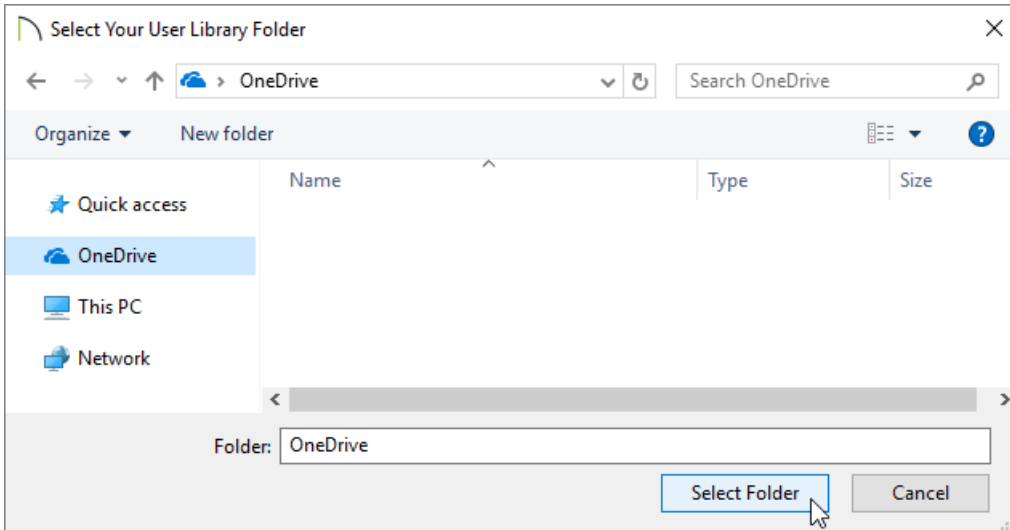 Select Your User Library Folder
OneDrive
Search OneDrive
Organize
New folder
?
Name
Type
Size
Quick access
OneDrive
This PC
Network
Folder: OneDrive
Select Folder
Cancel